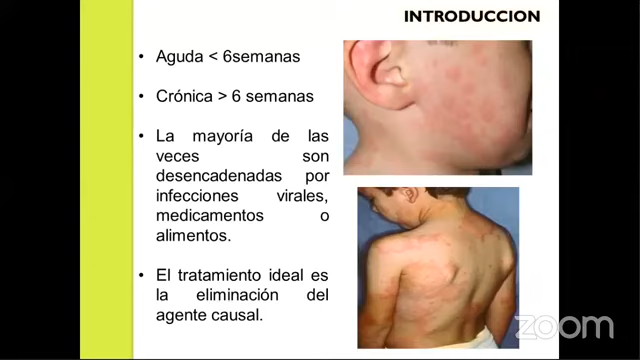 INTRODUCCION
• Aguda < 6semanas
• Crónica > 6 semanas
• La mayoría de las
veces son
desencadenadas por
infecciones virales,
medicamentos o
alimentos.
• El tratamiento ideal es
la eliminación del
agente causal.
zoom